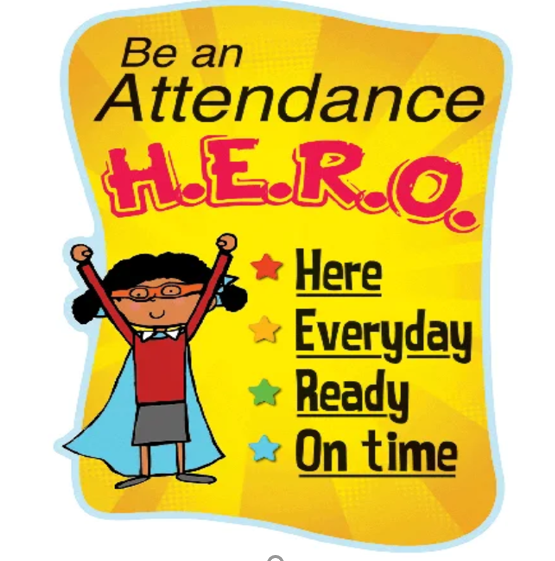 Be an
Attendance
H.E.R.O.
Here
Everyday
Ready
On time